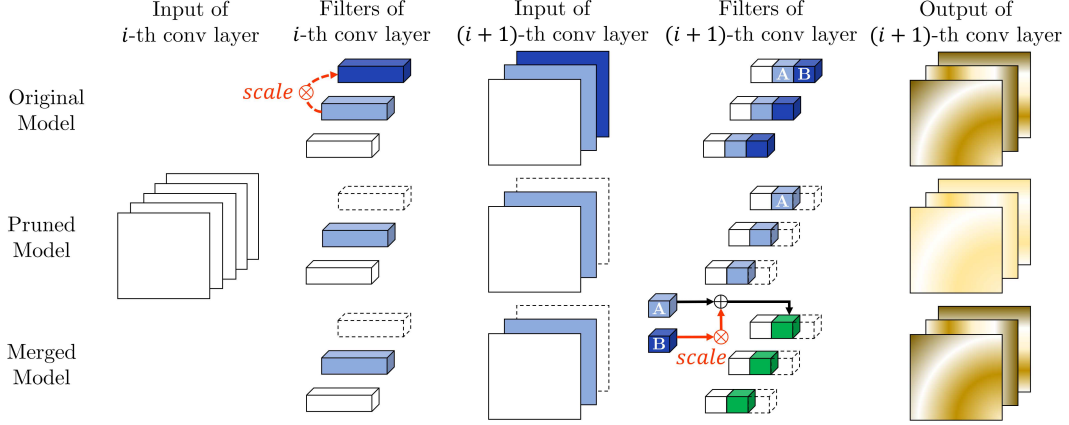 Input of
i-th conv layer
Filters of
i-th conv layer
Input of
(i + 1)-th conv layer
Filters of
(i + 1)-th conv layer
Output of
(i + 1)-th conv layer
Original
Model
scale
A B
Pruned
Model
A
Merged
Model
A
B
scale